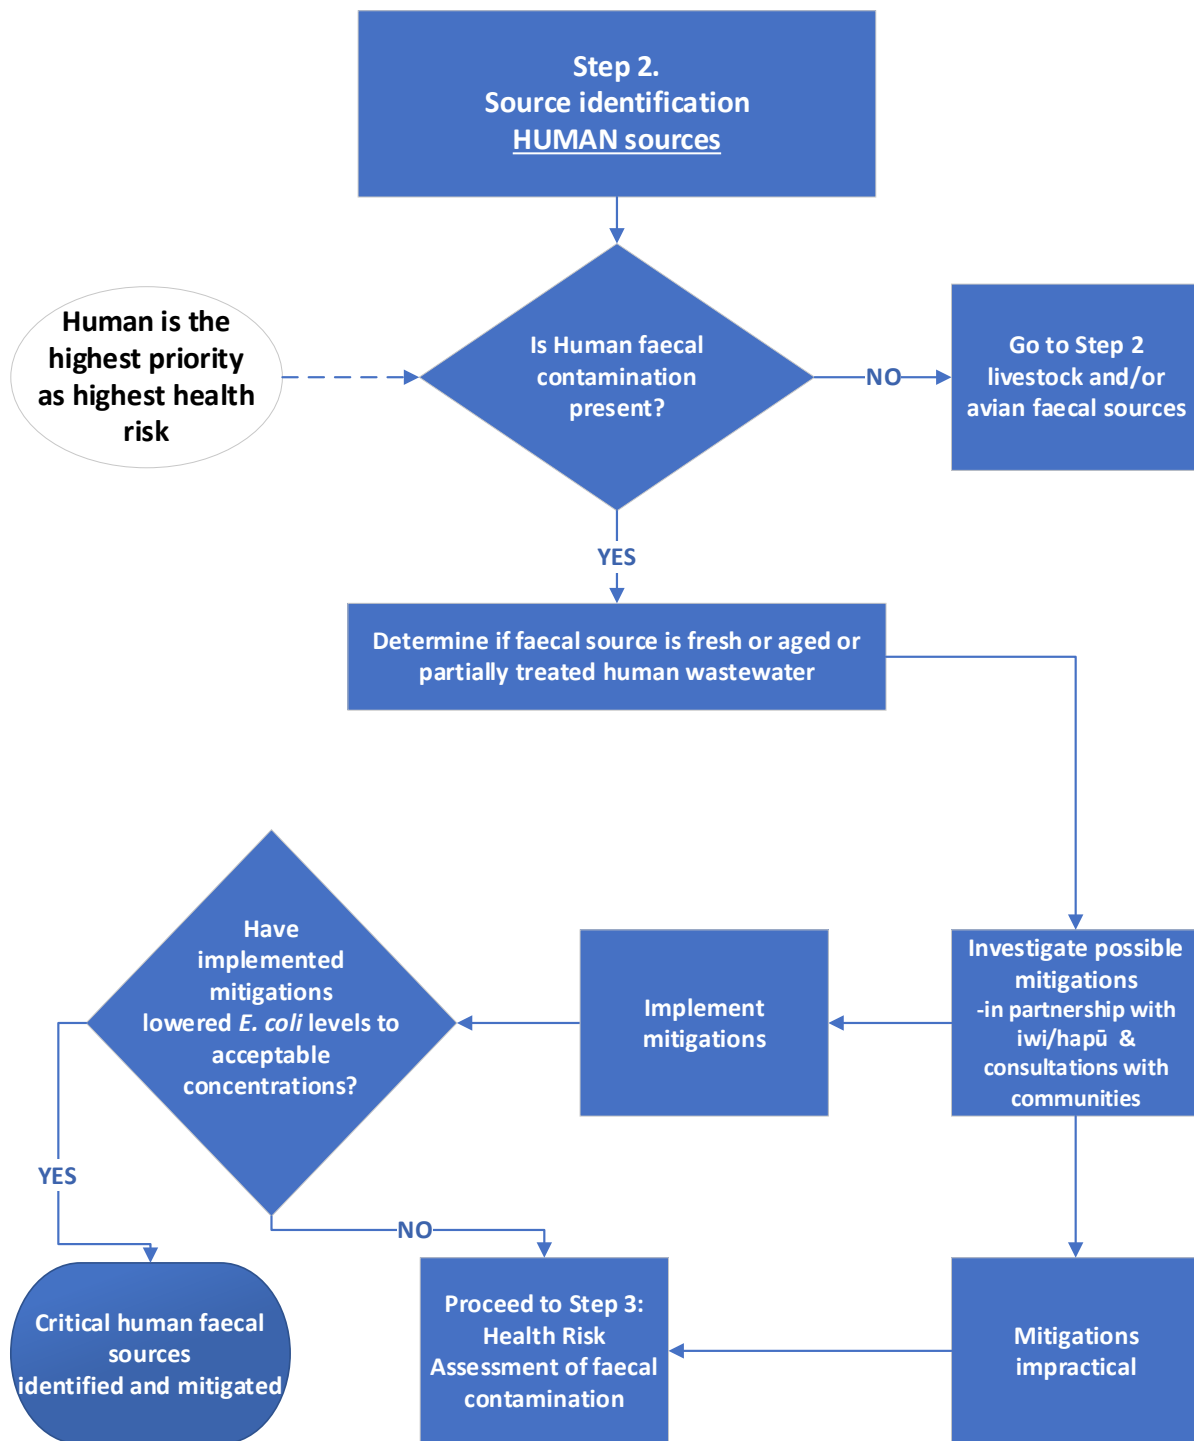 Step 2.
Source identification
HUMAN sources
Human is the
highest priority
as highest health
risk
Is Human faecal
contamination
present?
NO
Go to Step 2
livestock and/or
avian faecal sources
YES
Determine if faecal source is fresh or aged or
partially treated human wastewater
Have
implemented
mitigations
lowered E. coli levels to
acceptable
concentrations?
Implement
mitigations
Investigate possible
mitigations
-in partnership with
iwi/hapū &
consultations with
communities
YES
NO
Critical human faecal
sources
identified and mitigated
Proceed to Step 3:
Health Risk
Assessment of faecal
contamination
Mitigations
impractical